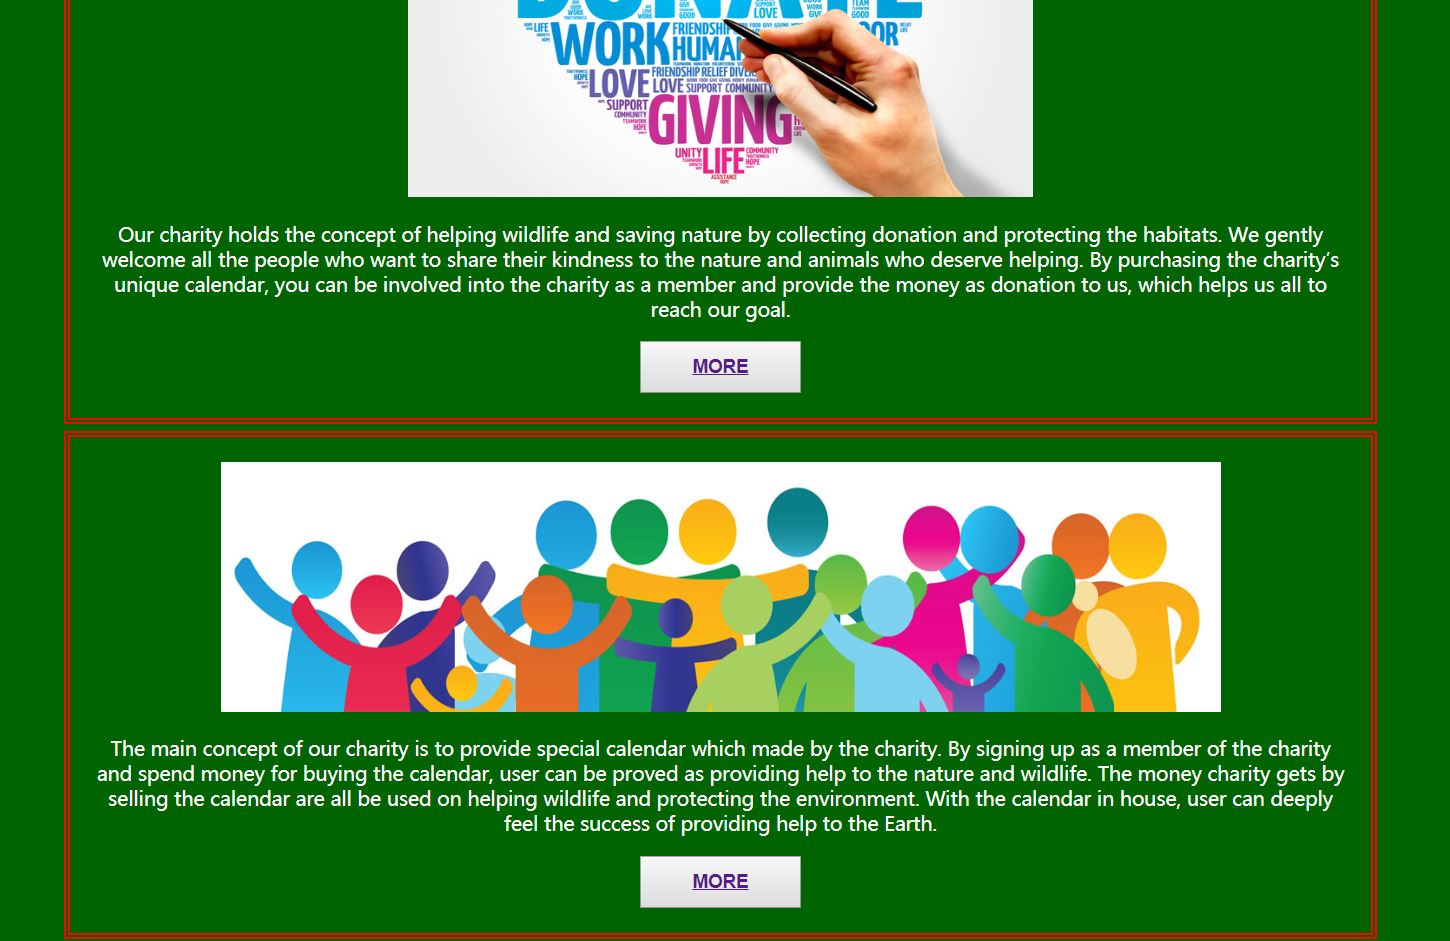 DONATE
WORK FRIENDSHIP
HUMAN
LOVE FRIENDSHIP RELIEF
LOVE SUPPORT COMMUNITY
SUPPORT GIVING
COMMUNITY
TEAMWORK
HOPE
UNITY LIFE COMMUNITY
TOGETHERNESS
HOPE
ASSISTANCE
HOPE
Our charity holds the concept of helping wildlife and saving nature by collecting donation and protecting the habitats. We gently
welcome all the people who want to share their kindness to the nature and animals who deserve helping. By purchasing the charity’s
unique calendar, you can be involved into the charity as a member and provide the money as donation to us, which helps us all to
reach our goal.
MORE
The main concept of our charity is to provide special calendar which made by the charity. By signing up as a member of the charity
and spend money for buying the calendar, user can be proved as providing help to the nature and wildlife. The money charity gets by
selling the calendar are all be used on helping wildlife and protecting the environment. With the calendar in house, user can deeply
feel the success of providing help to the Earth.
MORE